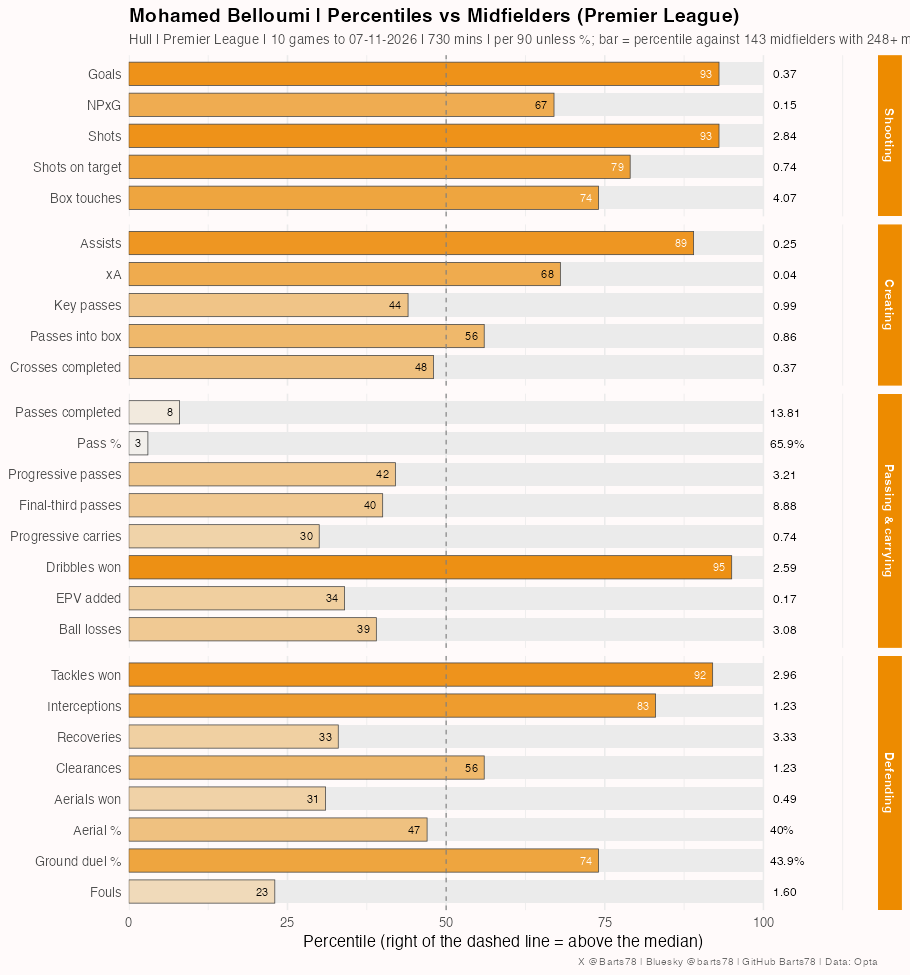 Mohamed Belloumi | Percentiles vs Midfielders (Premier League)
Hull | Premier League | 10 games to 07-11-2026 | 730 mins | per 90 unless %; bar = percentile against 143 midfielders with 248+ m
Goals 93 0.37
NPxG 67 0.15
Shots 93 2.84
Shots on target 79 0.74
Box touches 74 4.07
Shooting
Assists 89 0.25
xA 68 0.04
Key passes 44 0.99
Passes into box 56 0.86
Crosses completed 48 0.37
Creating
Passes completed 8 13.81
Pass % 3 65.9%
Progressive passes 42 3.21
Final-third passes 40 8.88
Progressive carries 30 0.74
Dribbles won 95 2.59
EPV added 34 0.17
Ball losses 39 3.08
Passing & carrying
Tackles won 92 2.96
Interceptions 83 1.23
Recoveries 33 3.33
Clearances 56 1.23
Aerials won 31 0.49
Aerial % 47 40%
Ground duel % 74 43.9%
Fouls 23 1.60
Defending
0 25 50 75 100
Percentile (right of the dashed line = above the median)
X @Barts78 | Bluesky @barts78 | GitHub Barts78 | Data: Opta